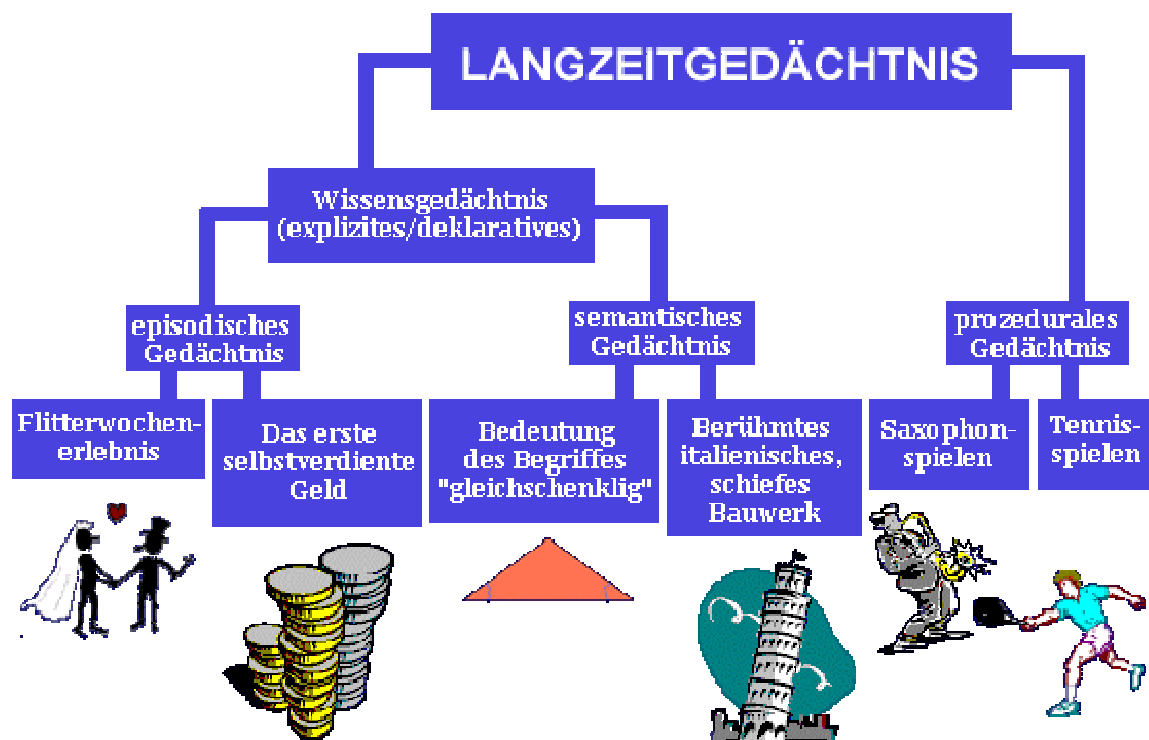 LANGZEITGEDÄCHTNIS
Wissensgedächtnis
(explizites/deklaratives)
episodisches
Gedächtnis
semantisches
Gedächtnis
prozedurales
Gedächtnis
Flitterwochen-
erlebnis
Das erste
selbstverdiente
Geld
Bedeutung
des Begriffes
"gleichschenklig"
Berühmtes
italienisches,
schiefes
Bauwerk
Saxophon-
spielen
Tennis-
spielen